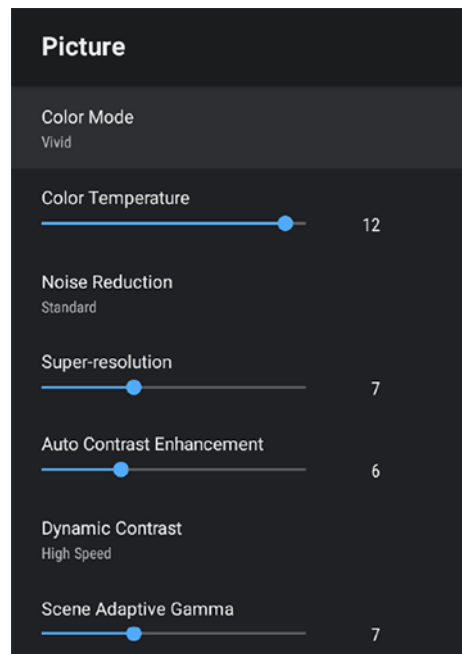 Picture
Color Mode
Vivid
Color Temperature
12
Noise Reduction
Standard
Super-resolution
7
Auto Contrast Enhancement
6
Dynamic Contrast
High Speed
Scene Adaptive Gamma
7